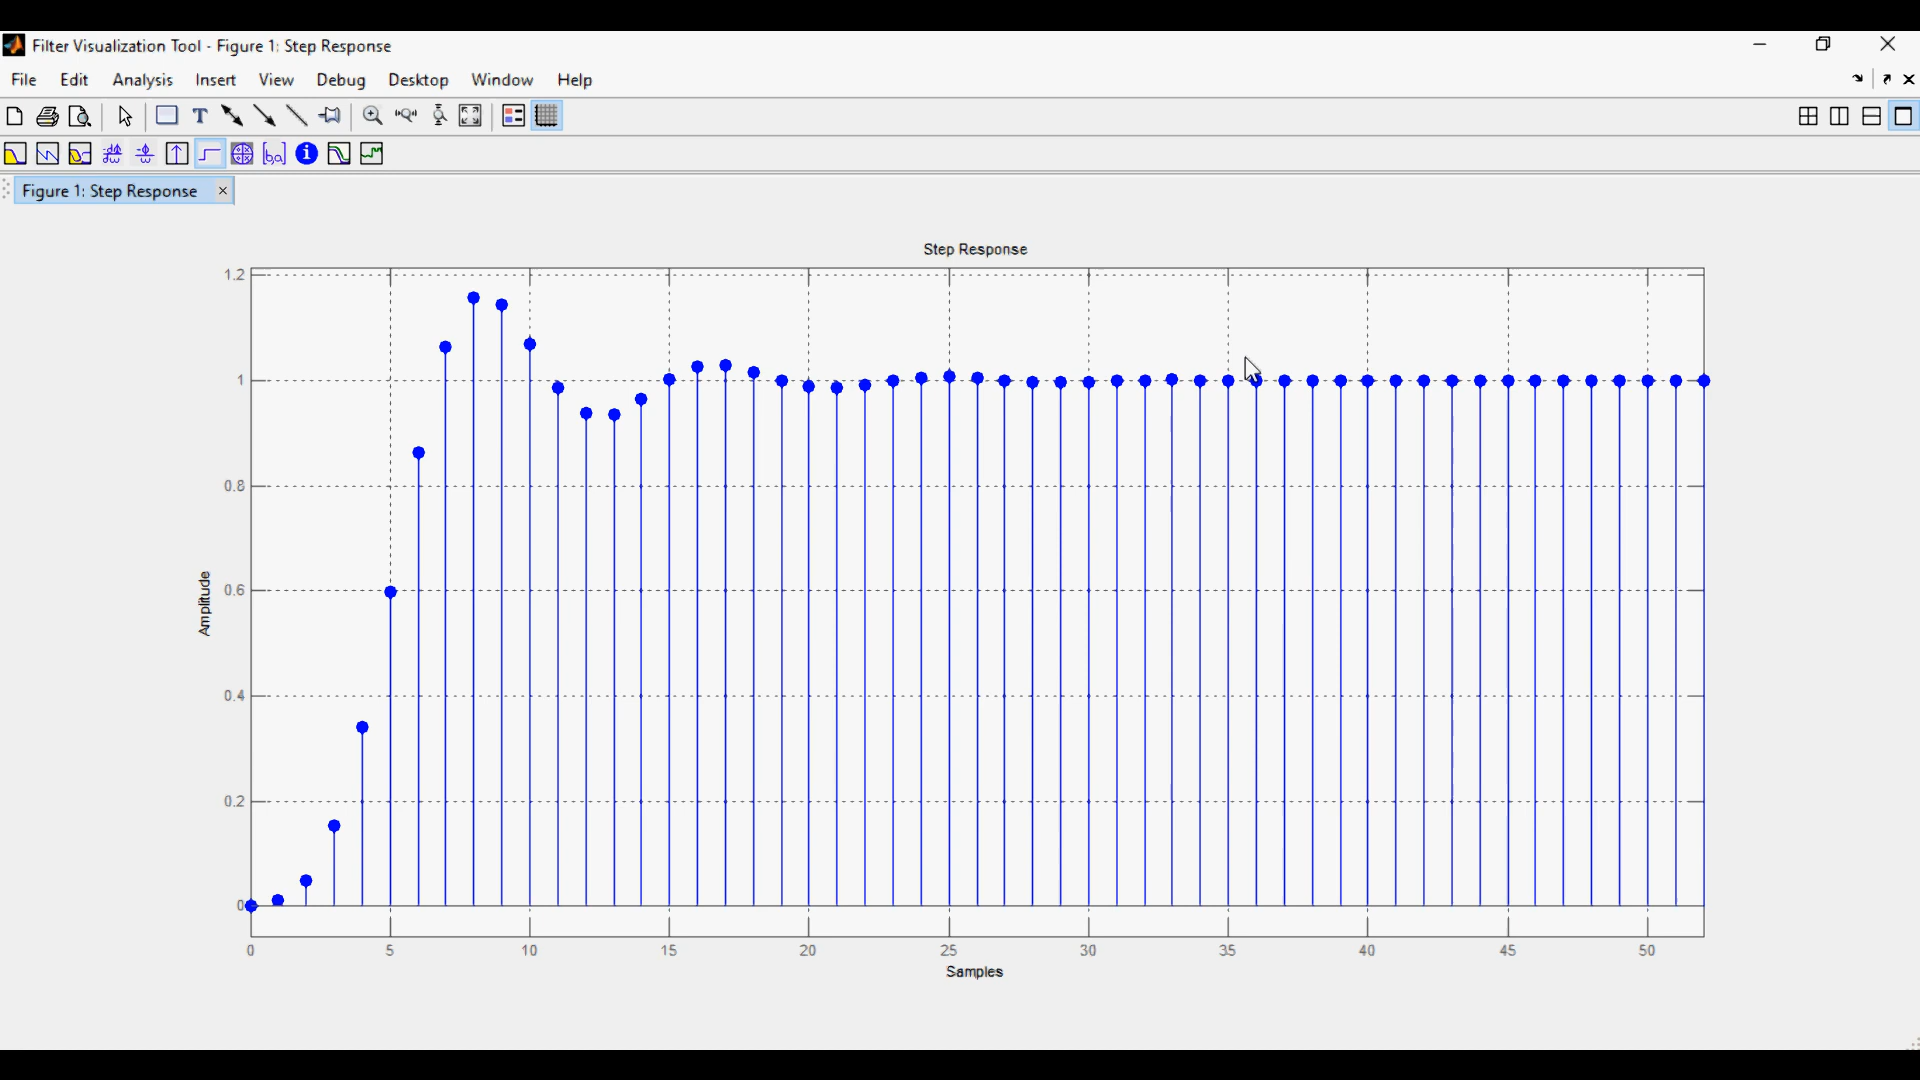 Filter Visualization Tool - Figure 1: Step Response
File Edit Analysis Insert View Debug Desktop Window Help
Figure 1: Step Response
Step Response
1.2
1
0.8
0.6
0.4
0.2
0
Amplitude
0 5 10 15 20 25 30 35 40 45 50
Samples